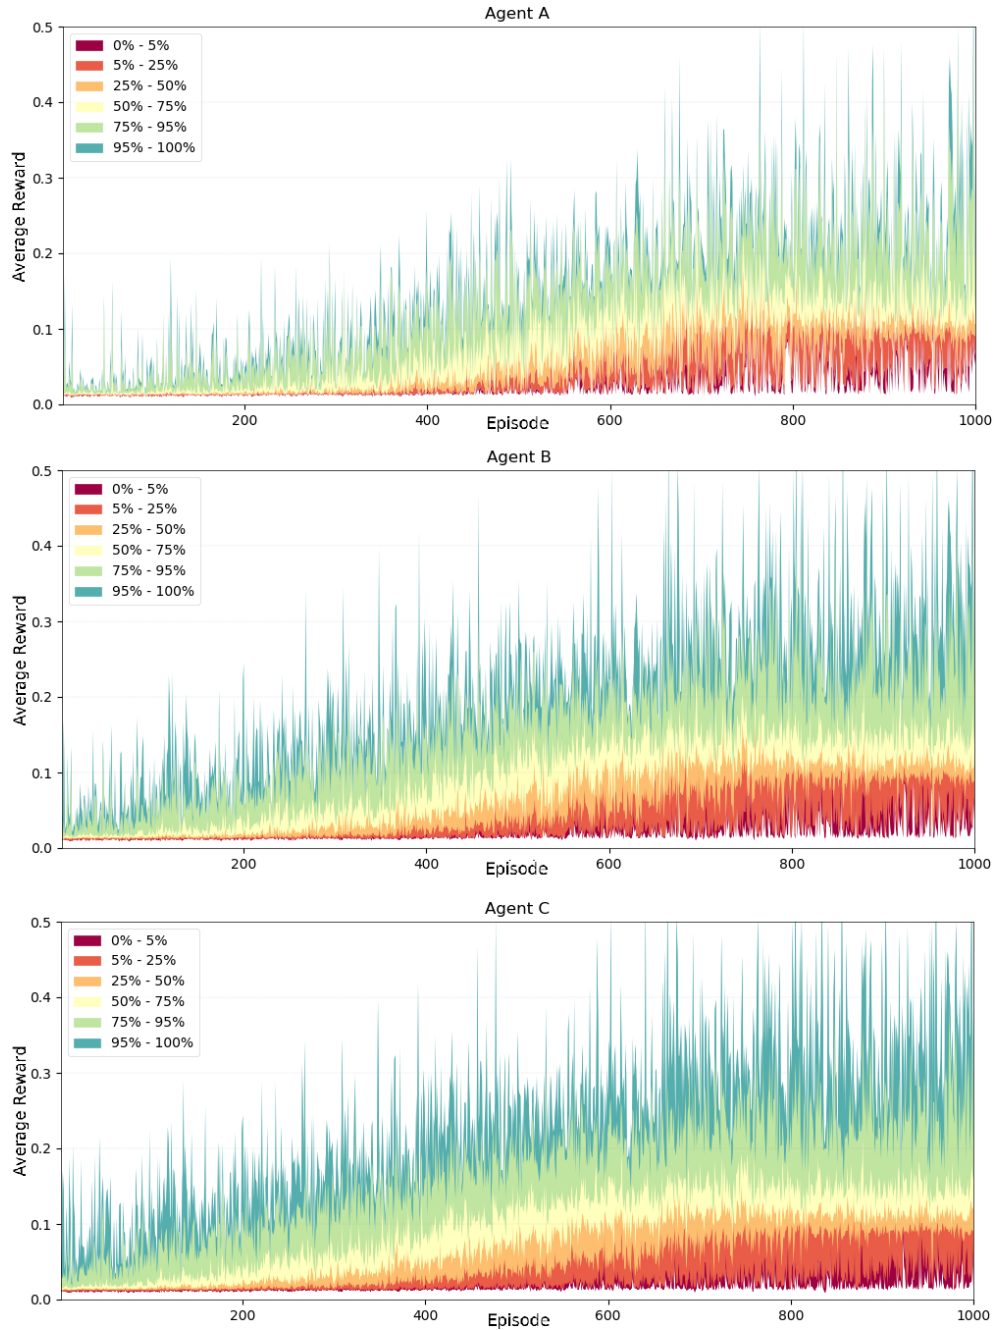 Agent A
0.5
0.4
0.3
0.2
0.1
0.0
Average Reward
0% - 5%
5% - 25%
25% - 50%
50% - 75%
75% - 95%
95% - 100%
200 400 600 800 1000
Episode
Agent B
0.5
0.4
0.3
0.2
0.1
0.0
Average Reward
0% - 5%
5% - 25%
25% - 50%
50% - 75%
75% - 95%
95% - 100%
200 400 600 800 1000
Episode
Agent C
0.5
0.4
0.3
0.2
0.1
0.0
Average Reward
0% - 5%
5% - 25%
25% - 50%
50% - 75%
75% - 95%
95% - 100%
200 400 600 800 1000
Episode